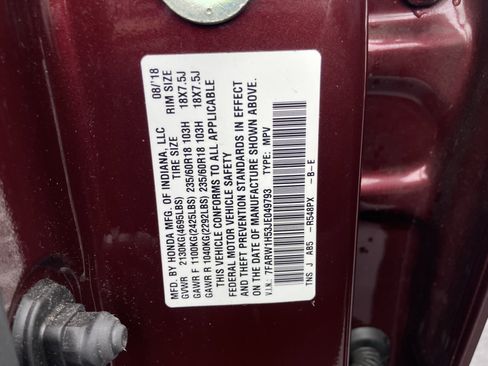 MFD. BY HONDA MFG. OF INDIANA, LLC 08/'18
TIRE SIZE RIM SIZE
GVWR 2130KG(4695LBS)
GAWR F 1100KG(2425LBS) 235/60R18 103H 18X7.5J
GAWR R 1040KG(2292LBS) 235/60R18 103H 18X7.5J
THIS VEHICLE CONFORMS TO ALL APPLICABLE
FEDERAL MOTOR VEHICLE SAFETY
AND THEFT PREVENTION STANDARDS IN EFFECT
ON THE DATE OF MANUFACTURE SHOWN ABOVE.
V.I.N. 7FARW1H53JE049793 TYPE: MPV
TNS J AB5 -R548PX -B-E